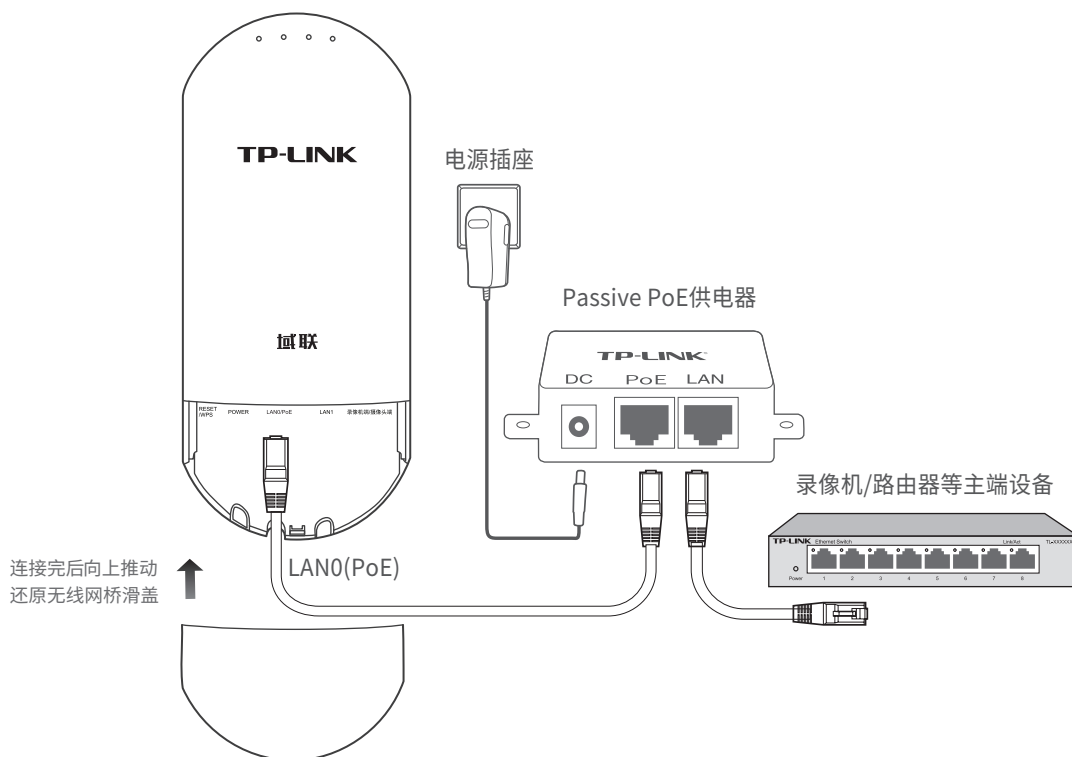 TP-LINK
域联
RESET
/WPS
POWER
LAN0/PoE
LAN1
录像机端/摄像头端
电源插座
Passive PoE供电器
TP-LINK
DC
PoE
LAN
录像机/路由器等主端设备
TP-LINK Ethernet Switch
Link/Act
TL-XXXXXX
Power
1 2 3 4 5 6 7 8
LAN0(PoE)
连接完后向上推动
还原无线网桥滑盖